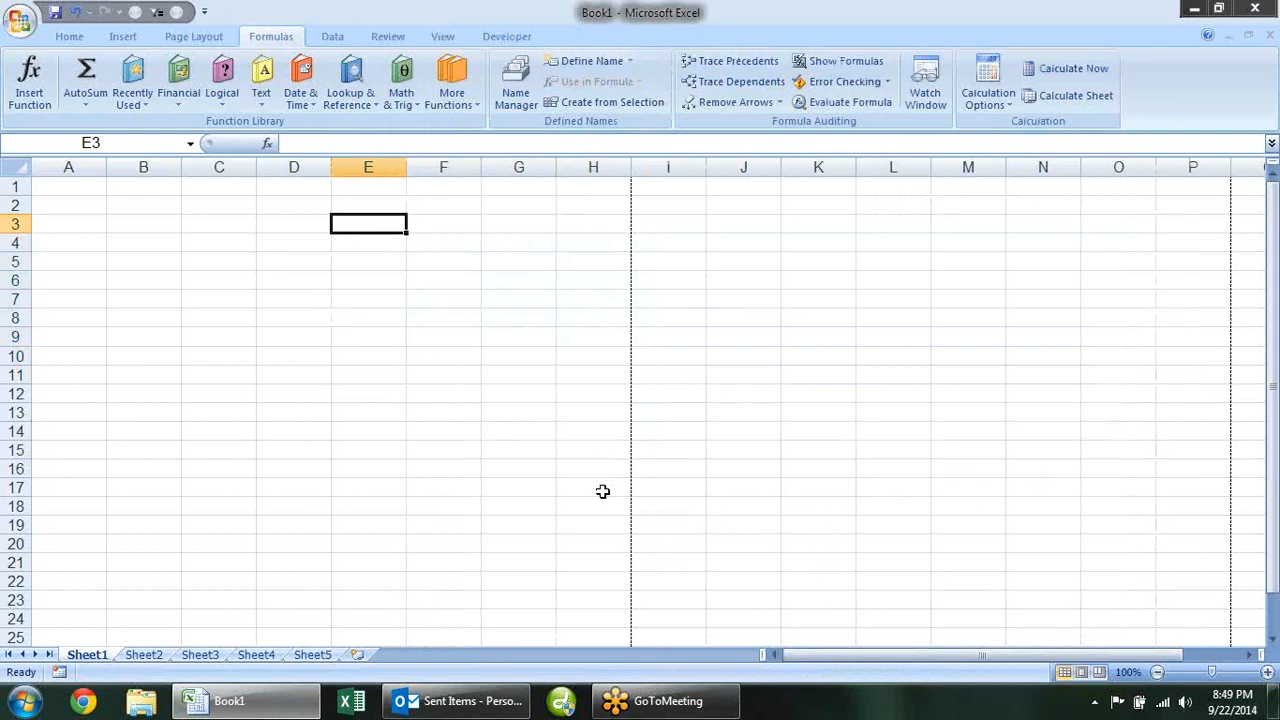 Book1 - Microsoft Excel
Home Insert Page Layout Formulas Data Review View Developer
Insert Function
AutoSum
Recently Used
Financial
Logical
Text
Date & Time
Lookup & Reference
Math & Trig
More Functions
Function Library
Name Manager
Define Name
Use in Formula
Create from Selection
Defined Names
Trace Precedents
Trace Dependents
Remove Arrows
Show Formulas
Error Checking
Evaluate Formula
Formula Auditing
Watch Window
Calculation Options
Calculate Now
Calculate Sheet
Calculation
E3
fx
A B C D E F G H I J K L M N O P
1
2
3
4
5
6
7
8
9
10
11
12
13
14
15
16
17
18
19
20
21
22
23
24
25
Sheet1 Sheet2 Sheet3 Sheet4 Sheet5
Ready
100%
Book1
Sent Items - Perso...
GoToMeeting
8:49 PM
9/22/2014